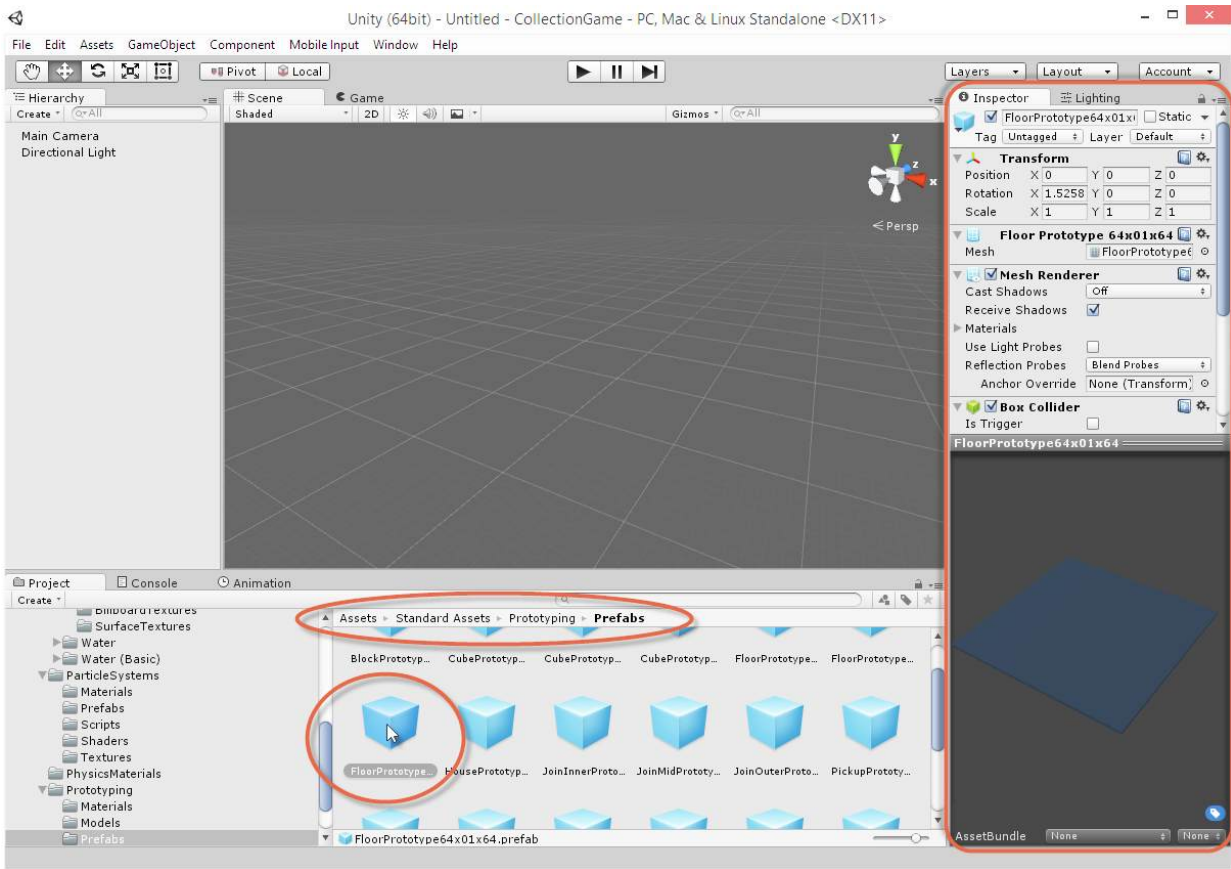 Unity (64bit) - Untitled - CollectionGame - PC, Mac & Linux Standalone <DX11>
File Edit Assets GameObject Component Mobile Input Window Help
Pivot Local
Layers Layout Account
Hierarchy
Create All
Main Camera
Directional Light
Scene Game
Shaded 2D Gizmos All
y
z
x
Persp
Inspector Lighting
FloorPrototype64x01x Static
Tag Untagged Layer Default
Transform
Position X 0 Y 0 Z 0
Rotation X 1.5258 Y 0 Z 0
Scale X 1 Y 1 Z 1
Floor Prototype 64x01x64
Mesh FloorPrototype6
Mesh Renderer
Cast Shadows Off
Receive Shadows
Materials
Use Light Probes
Reflection Probes Blend Probes
Anchor Override None (Transform)
Box Collider
Is Trigger
FloorPrototype64x01x64
AssetBundle None None
Project Console Animation
Create
BillboardTextures
SurfaceTextures
Water
Water (Basic)
ParticleSystems
Materials
Prefabs
Scripts
Shaders
Textures
PhysicsMaterials
Prototyping
Materials
Models
Prefabs
Assets Standard Assets Prototyping Prefabs
BlockPrototyp... CubePrototyp... CubePrototyp... CubePrototyp... FloorPrototype... FloorPrototype...
FloorPrototype... HousePrototyp... JoinInnerProto... JoinMidPrototy... JoinOuterProto... PickupPrototy...
FloorPrototype64x01x64.prefab